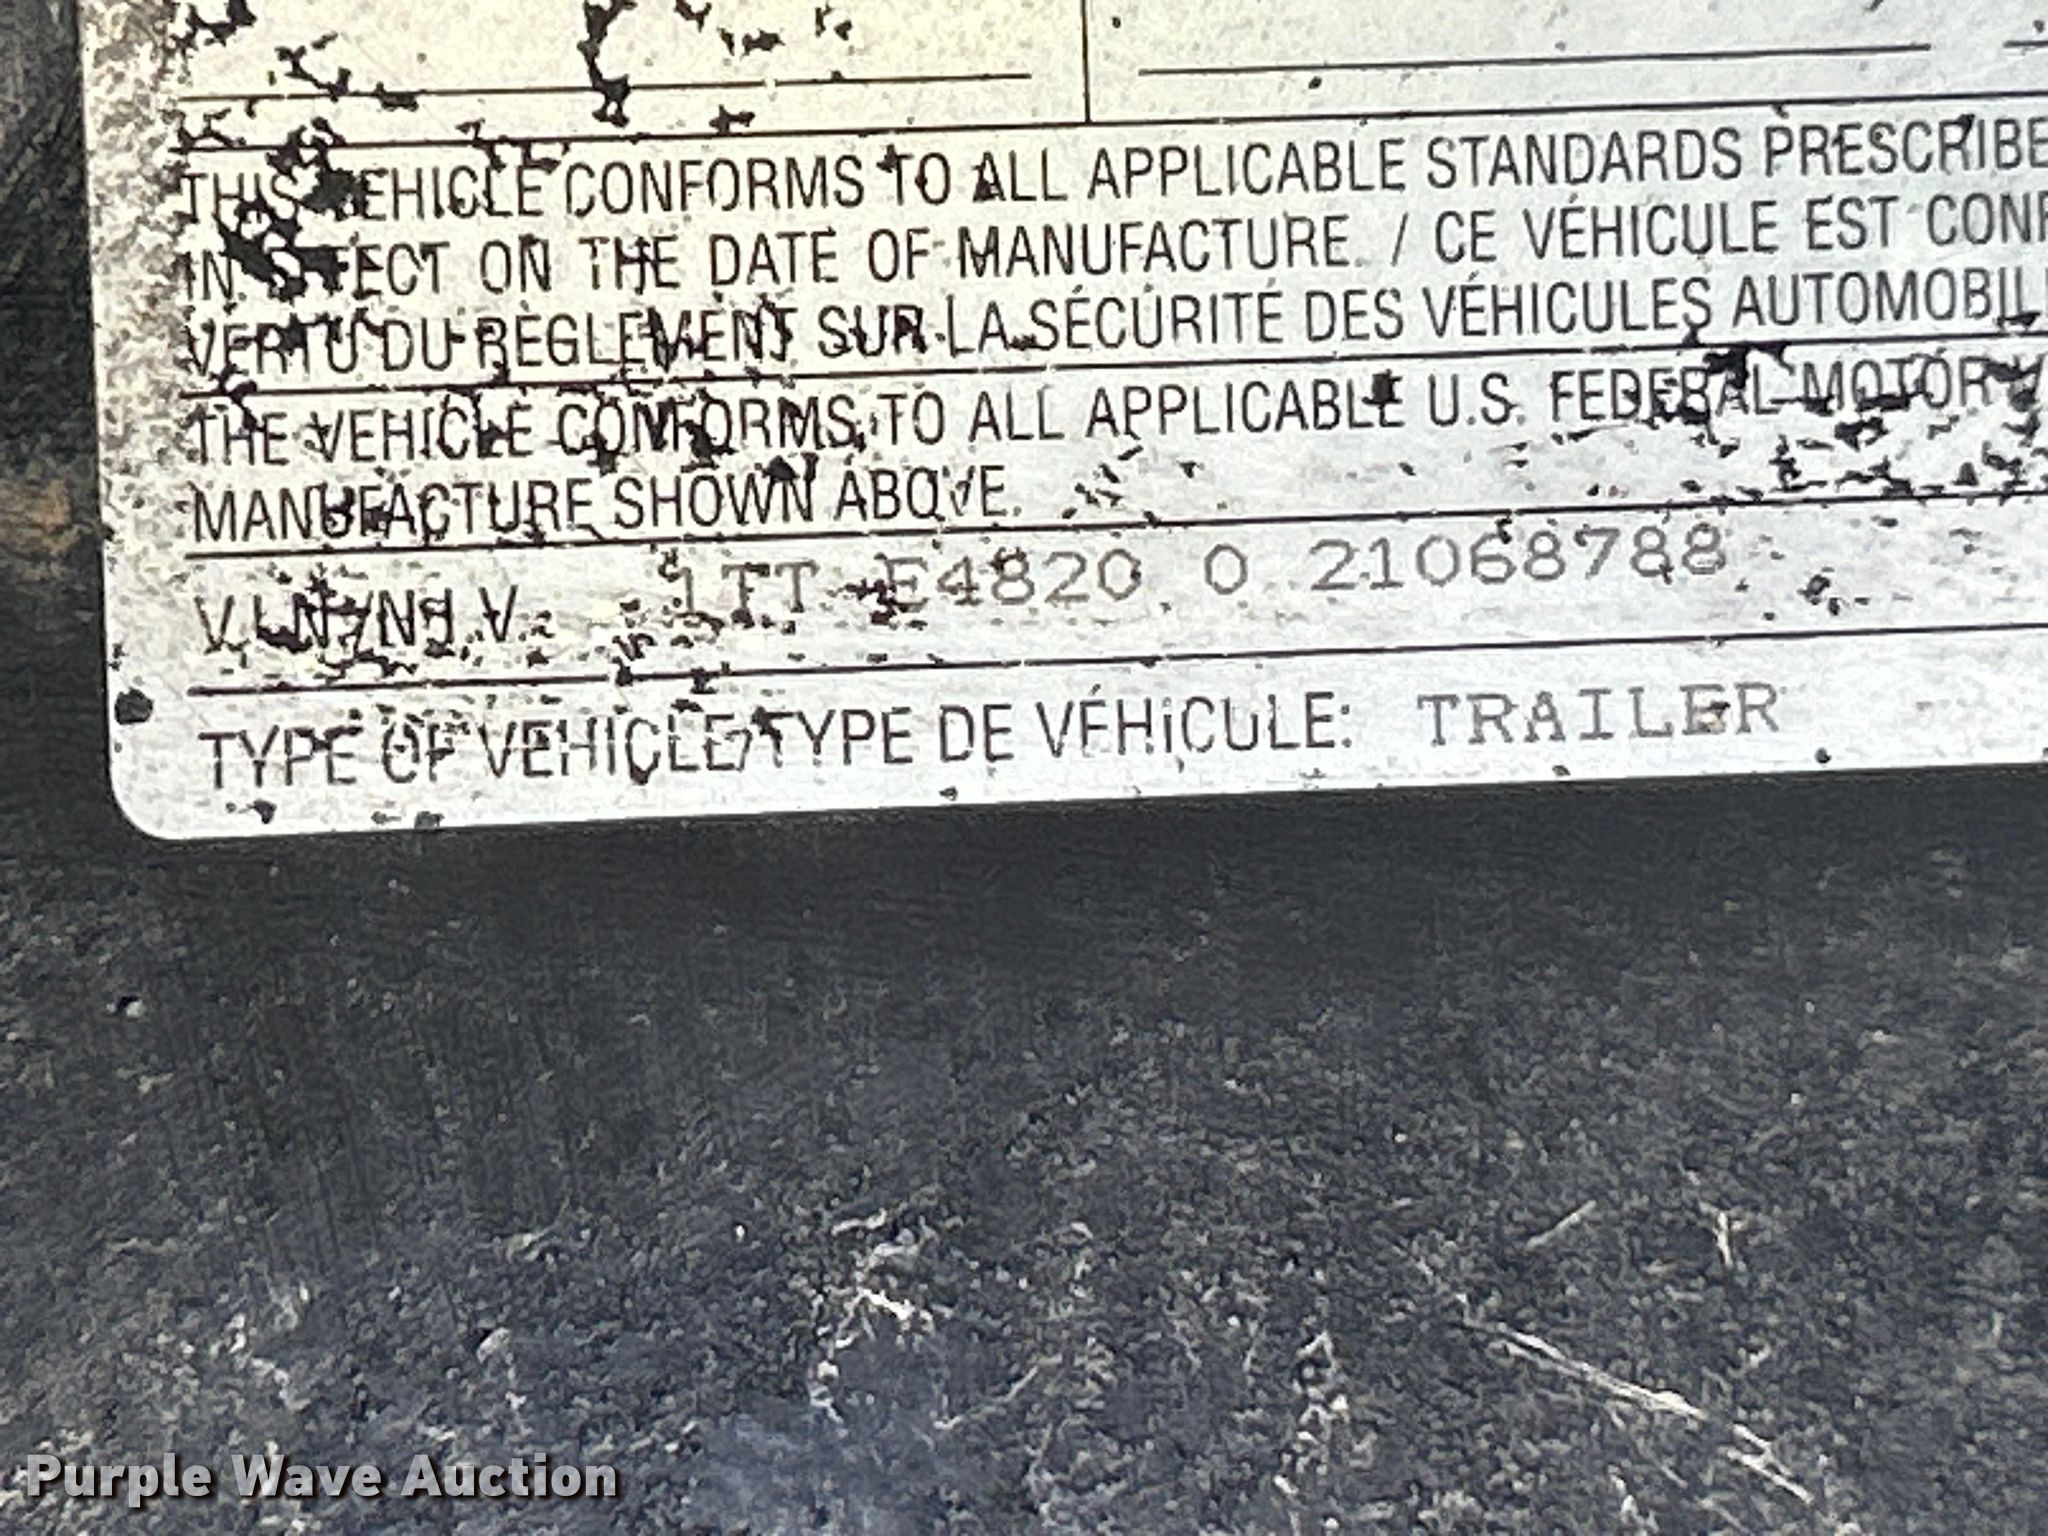 THIS VEHICLE CONFORMS TO ALL APPLICABLE STANDARDS PRESCRIBE
IN EFFECT ON THE DATE OF MANUFACTURE. / CE VÉHICULE EST CONF
VERTU DU RÈGLEMENT SUR LA SÉCURITÉ DES VÉHICULES AUTOMOBIL
THE VEHICLE CONFORMS TO ALL APPLICABLE U.S. FEDERAL MOTOR V
MANUFACTURE SHOWN ABOVE.
V.I.N./N.I.V. 1TT E4820 0 21068788
TYPE OF VEHICLE/TYPE DE VÉHICULE: TRAILER
Purple Wave Auction